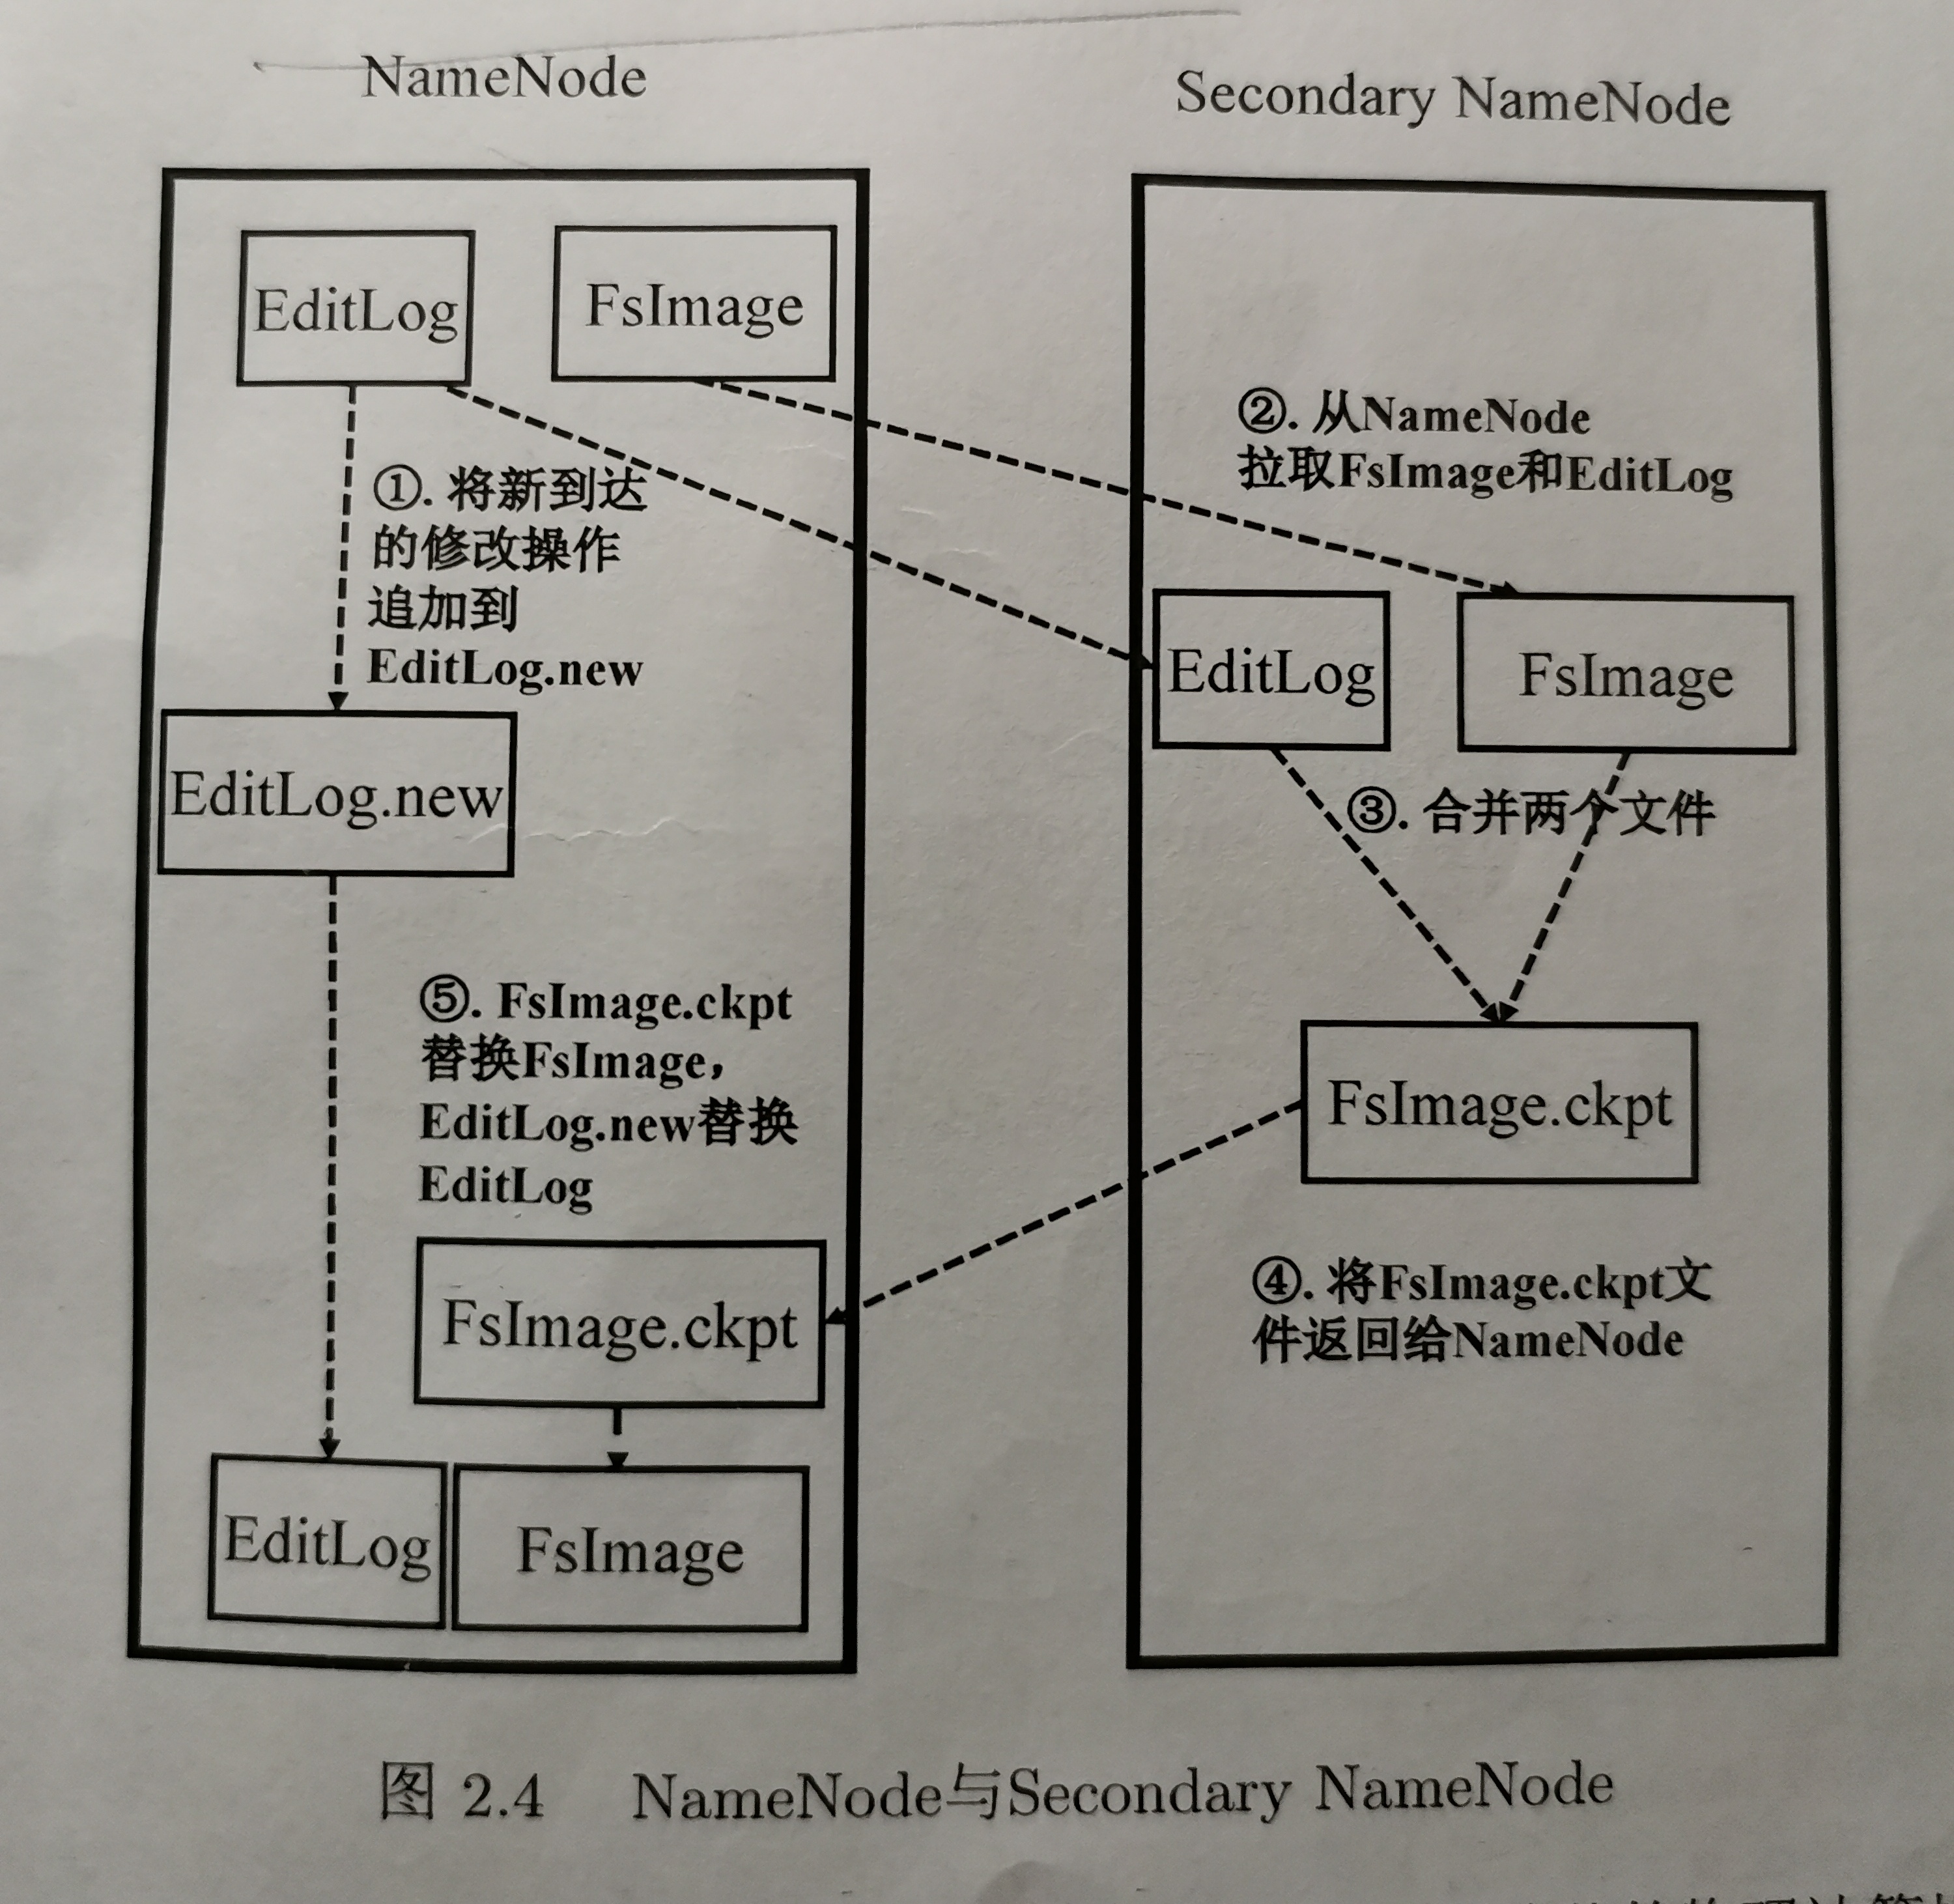 NameNode
Secondary NameNode
EditLog
FsImage
①. 将新到达
的修改操作
追加到
EditLog.new
②. 从NameNode
拉取FsImage和EditLog
EditLog
FsImage
EditLog.new
③. 合并两个文件
⑤. FsImage.ckpt
替换FsImage，
EditLog.new替换
EditLog
FsImage.ckpt
FsImage.ckpt
④. 将FsImage.ckpt文
件返回给NameNode
EditLog
FsImage
图 2.4 NameNode与Secondary NameNode